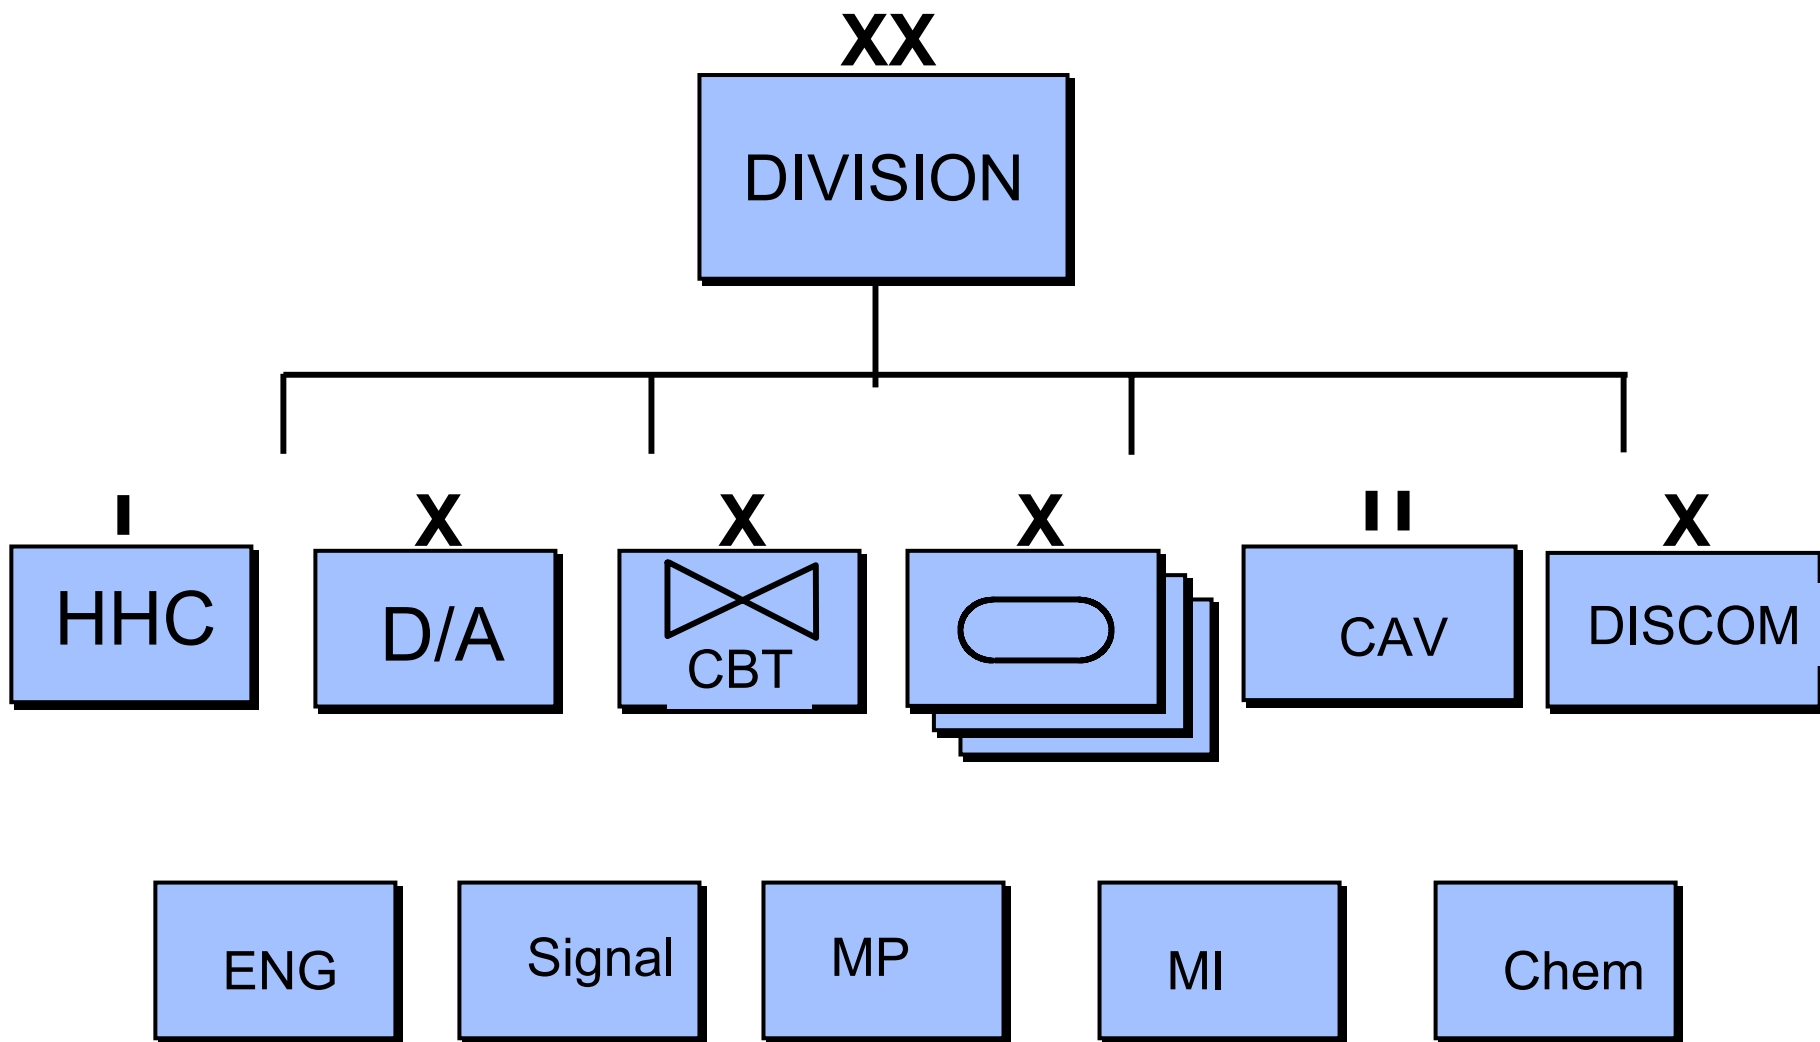 XX
DIVISION
I
X
X
X
II
X
HHC
D/A
CBT
CAV
DISCOM
ENG
Signal
MP
MI
Chem